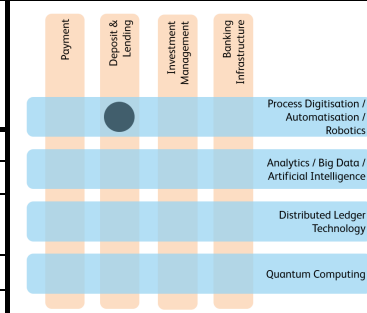 Payment
Deposit &
Lending
Investment
Management
Banking
Infrastructure
Process Digitisation /
Automatisation /
Robotics
Analytics / Big Data /
Artificial Intelligence
Distributed Ledger
Technology
Quantum Computing